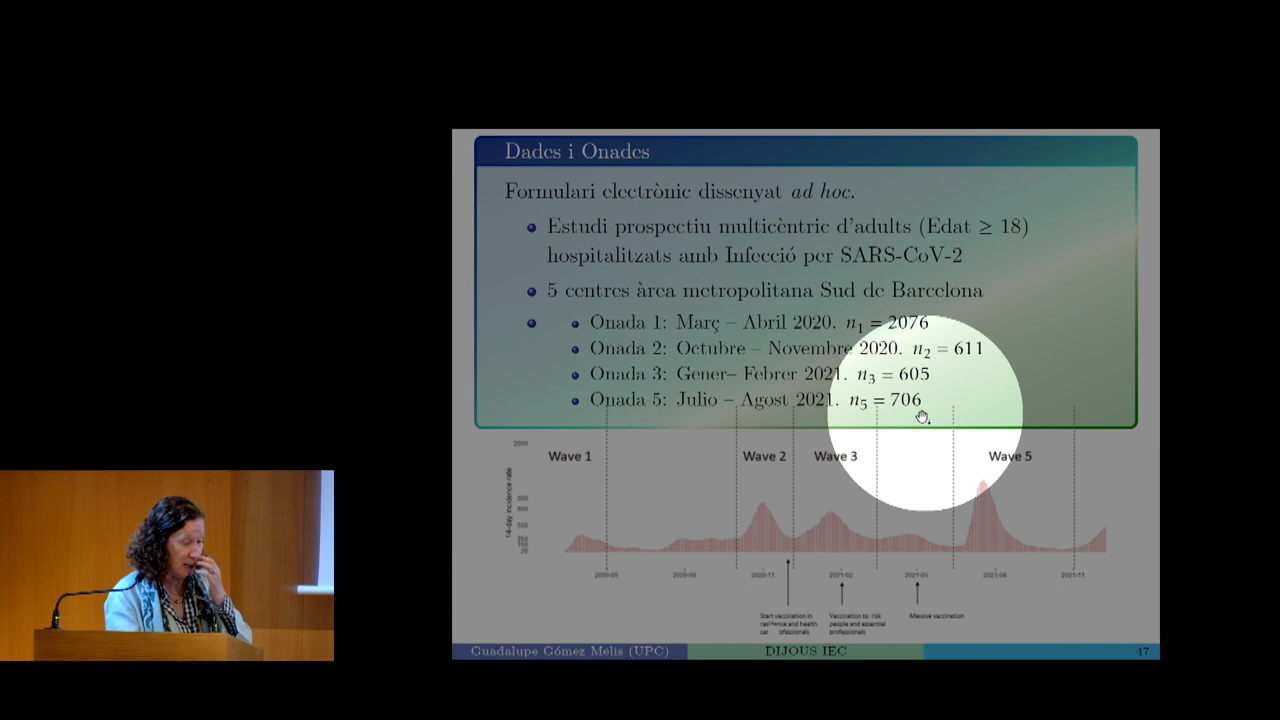 Dades i Onades
Formulari electrònic dissenyat ad hoc.
Estudi prospectiu multicèntric d'adults (Edat ≥ 18)
hospitalitzats amb Infecció per SARS-CoV-2
5 centres àrea metropolitana Sud de Barcelona
Onada 1: Març – Abril 2020. n1 = 2076
Onada 2: Octubre – Novembre 2020. n2 = 611
Onada 3: Gener– Febrer 2021. n3 = 605
Onada 5: Julio – Agost 2021. n5 = 706
Wave 1 Wave 2 Wave 3 Wave 5
14-day incidence rate
2020-05 2020-08 2020-11 2021-02 2021-05 2021-08 2021-11
Start vaccination in
and health
Vaccination to risk
people and essential
professionals
Massive vaccination
Guadalupe Gómez Melis (UPC) DIJOUS IEC 47